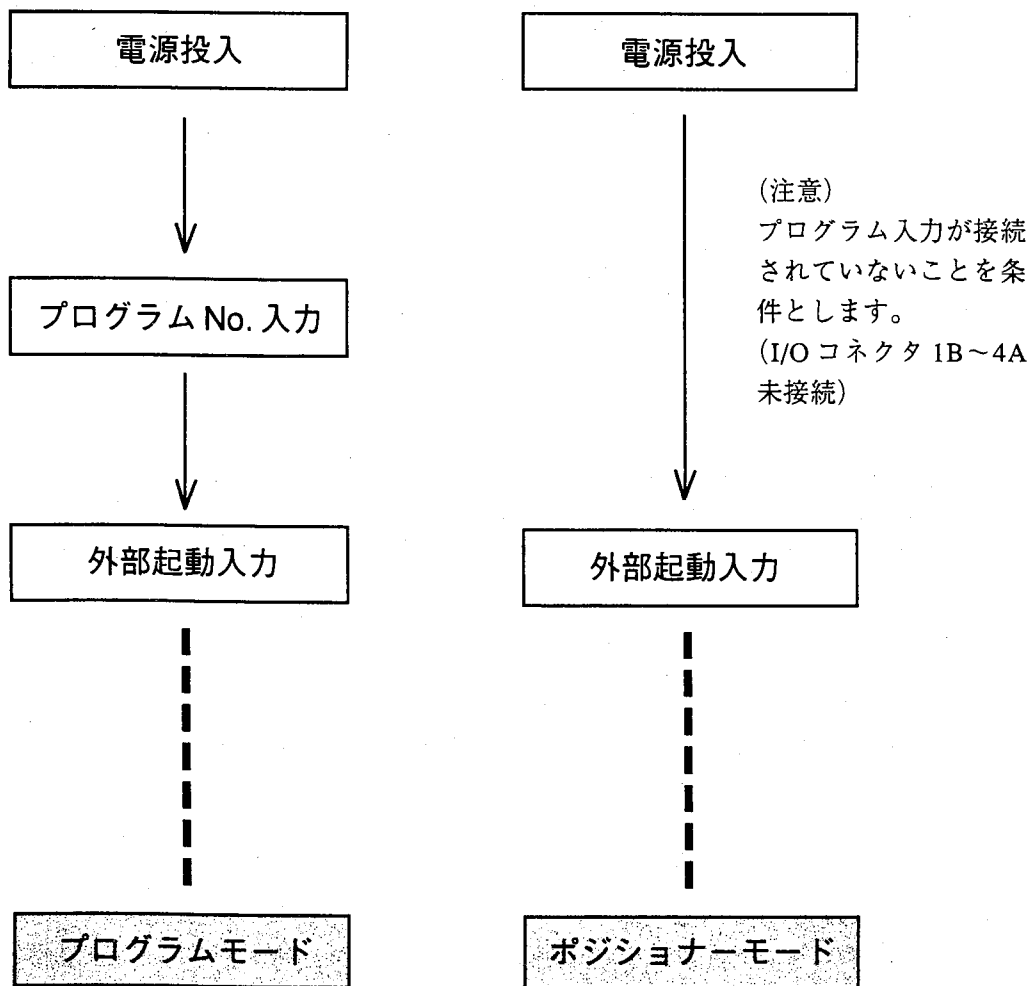 電源投入
プログラム No. 入力
外部起動入力
プログラムモード
電源投入
(注意)
プログラム入力が接続
されていないことを条
件とします。
(I/O コネクタ 1B～4A
未接続)
外部起動入力
ポジショナーモード